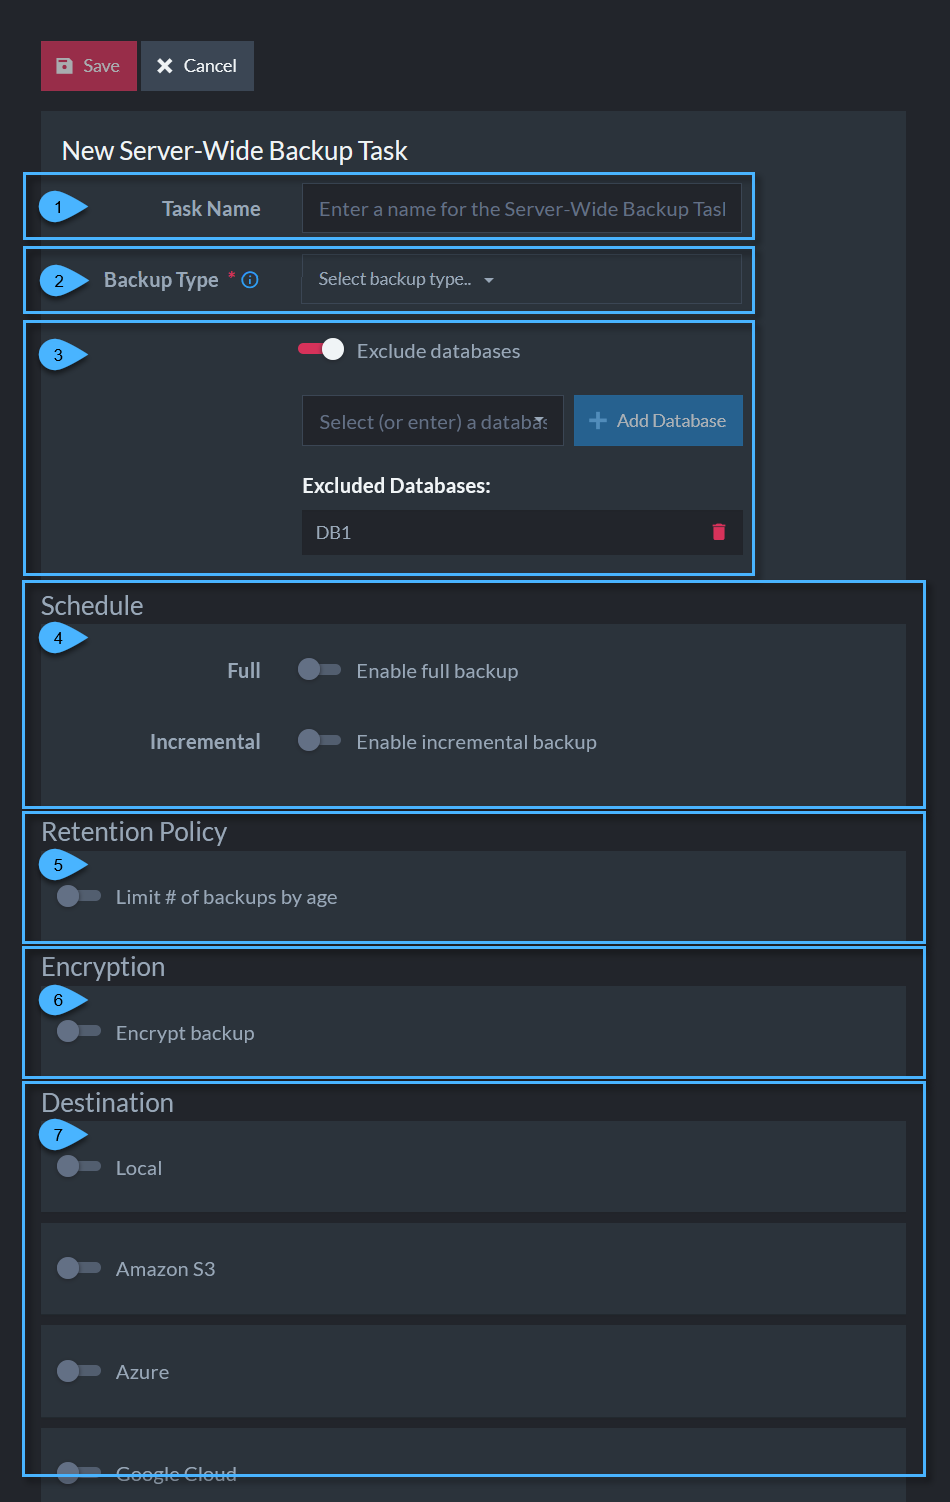 Save Cancel
New Server-Wide Backup Task
1 Task Name Enter a name for the Server-Wide Backup Tas
2 Backup Type * Select backup type..
3 Exclude databases
Select (or enter) a databas Add Database
Excluded Databases:
DB1
Schedule
4
Full Enable full backup
Incremental Enable incremental backup
Retention Policy
5
Limit # of backups by age
Encryption
6
Encrypt backup
Destination
7
Local
Amazon S3
Azure
Google Cloud